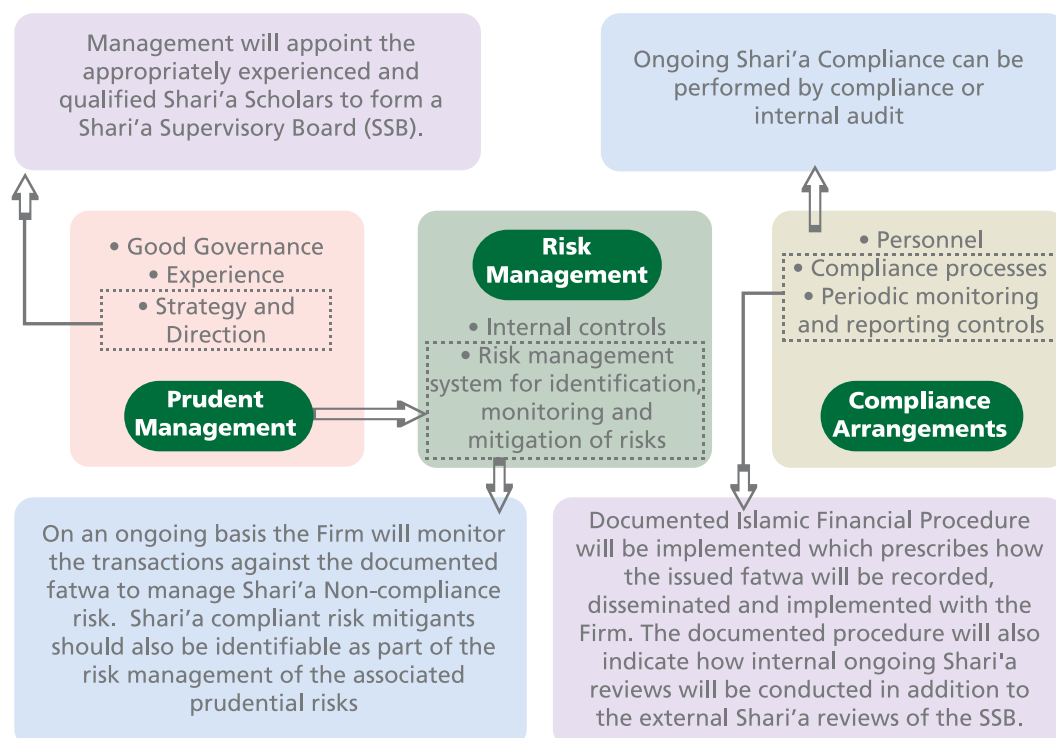 Management will appoint the
appropriately experienced and
qualified Shari’a Scholars to form a
Shari’a Supervisory Board (SSB).
Ongoing Shari’a Compliance can be
performed by compliance or
internal audit
• Good Governance
• Experience
• Strategy and
Direction
Prudent
Management
Risk
Management
• Internal controls
• Risk management
system for identification,
monitoring and
mitigation of risks
• Personnel
• Compliance processes
• Periodic monitoring
and reporting controls
Compliance
Arrangements
On an ongoing basis the Firm will monitor
the transactions against the documented
fatwa to manage Shari’a Non-compliance
risk.  Shari’a compliant risk mitigants
should also be identifiable as part of the
risk management of the associated
prudential risks
Documented Islamic Financial Procedure
will be implemented which prescribes how
the issued fatwa will be recorded,
disseminated and implemented with the
Firm. The documented procedure will also
indicate how internal ongoing Shari'a
reviews will be conducted in addition to
the external Shari’a reviews of the SSB.